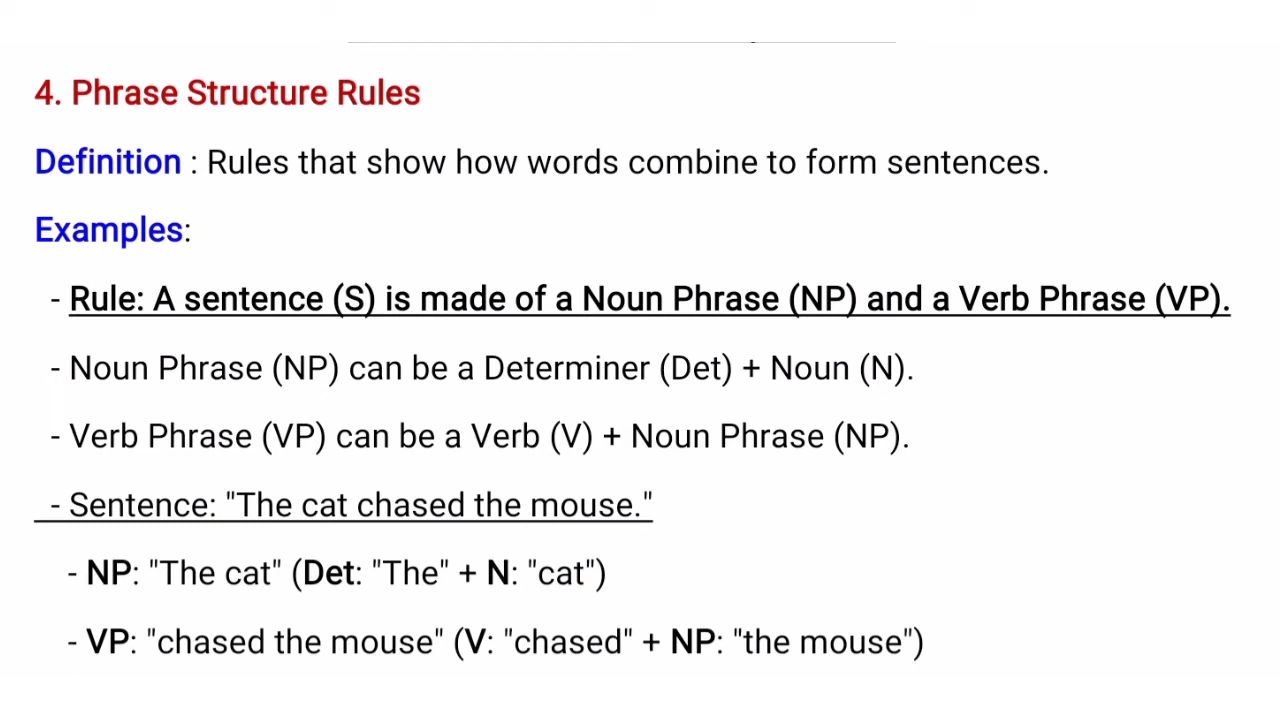 4. Phrase Structure Rules
Definition : Rules that show how words combine to form sentences.
Examples:
- Rule: A sentence (S) is made of a Noun Phrase (NP) and a Verb Phrase (VP).
- Noun Phrase (NP) can be a Determiner (Det) + Noun (N).
- Verb Phrase (VP) can be a Verb (V) + Noun Phrase (NP).
- Sentence: "The cat chased the mouse."
- NP: "The cat" (Det: "The" + N: "cat")
- VP: "chased the mouse" (V: "chased" + NP: "the mouse")